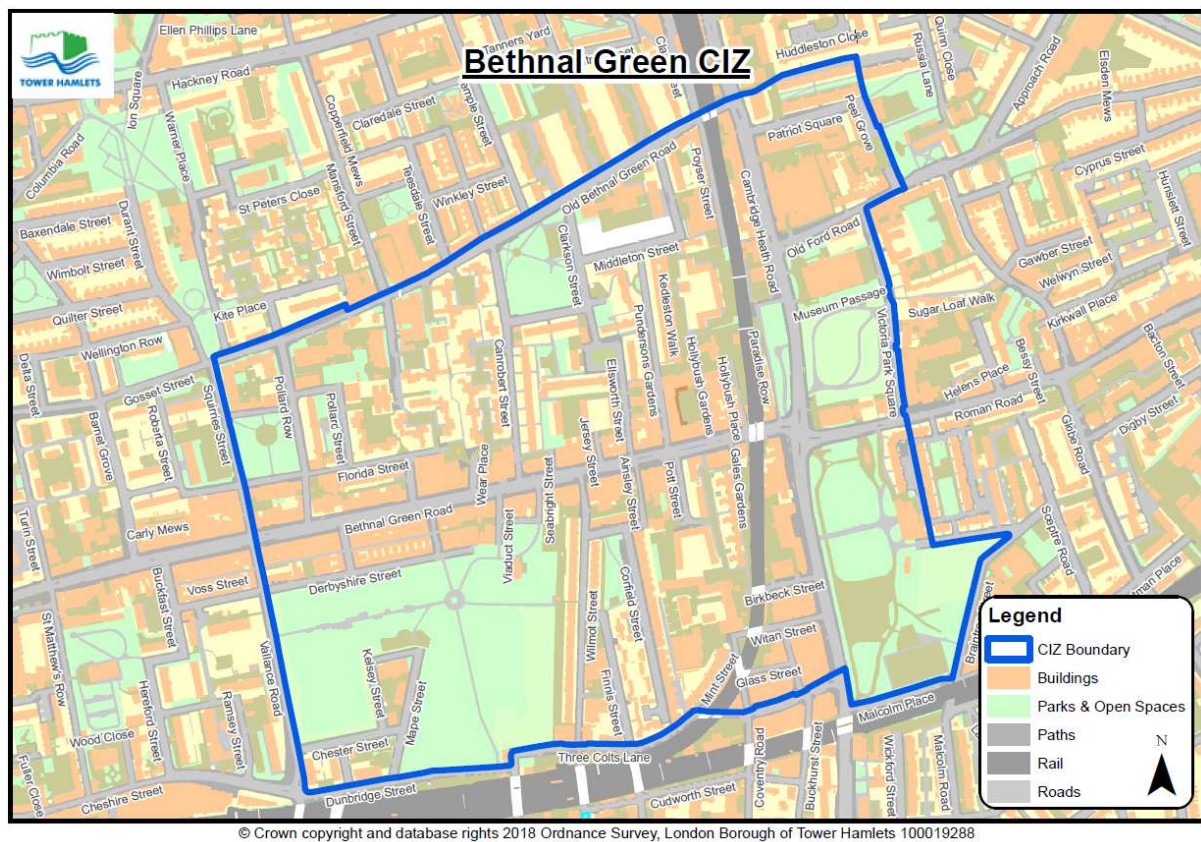 TOWER HAMLETS
Bethnal Green CIZ
Ellen Phillips Lane
Tanners Yard
Huddleston Close
Quinn Close
Russia Lane
Approach Road
Elsden Mews
Hackney Road
Ion Square
Warner Place
Copperfield Mews
Claredale Street
Peel Grove
Patriot Square
Columbia Road
Poyser Street
Cambridge Heath Road
Cyprus Street
Hunslett Street
Mansford Street
Teesdale Street
Winkley Street
Old Bethnal Green Road
St Peters Close
Baxendale Street
Durant Street
Wimbolt Street
Clarkson Street
Middleton Street
Old Ford Road
Gawber Street
Welwyn Street
Quilter Street
Kite Place
Museum Passage
Sugar Loaf Walk
Kirkwall Place
Wellington Row
Kedleston Walk
Pundersons Gardens
Paradise Row
Victoria Park Square
Bacton Street
Delta Street
Gosset Street
Squirries Street
Pollard Row
Canrobert Street
Ellsworth Street
Hollybush Gardens
Hollybush Place
Helens Place
Bessy Street
Barnet Grove
Roberta Street
Pollard Street
Roman Road
Globe Road
Digby Street
Florida Street
Wear Place
Jersey Street
Seabright Street
Ainsley Street
Pott Street
Gales Gardens
Turin Street
Carly Mews
Bethnal Green Road
Sceptre Road
Viaduct Street
Voss Street
Buckfast Street
Derbyshire Street
Birkbeck Street
Corfield Street
Wilmot Street
St Matthew's Row
Vallance Road
Witan Street
Kelsey Street
Mape Street
Hereford Street
Ramsey Street
Finnis Street
Mint Street
Glass Street
Malcolm Place
Wood Close
Chester Street
Three Colts Lane
Fuller Close
Cheshire Street
Dunbridge Street
Cudworth Street
Coventry Road
Buckhurst Street
Wickford Street
Malcolm Road
Legend
CIZ Boundary
Buildings
Parks & Open Spaces
Paths
Rail
Roads
N
© Crown copyright and database rights 2018 Ordnance Survey, London Borough of Tower Hamlets 100019288